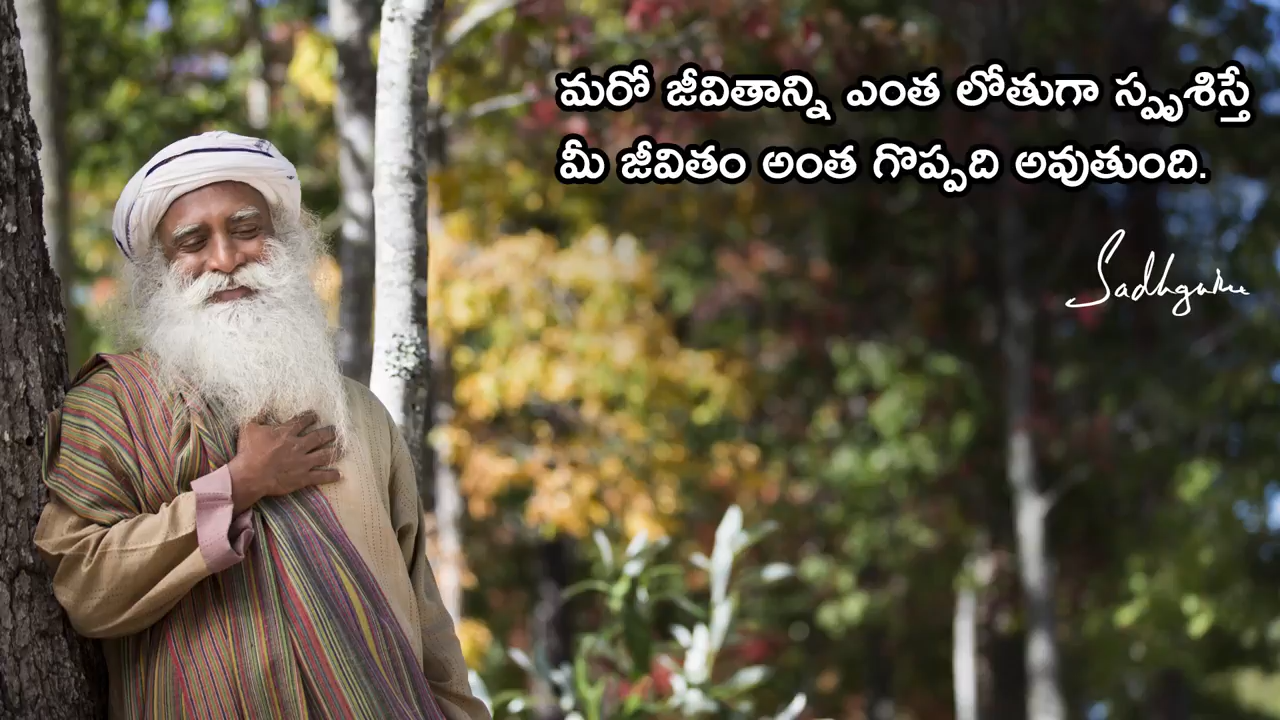 మరో జీవితాన్ని ఎంత లోతుగా స్పృశిస్తే
మీ జీవితం అంత గొప్పది అవుతుంది.
Sadhguru